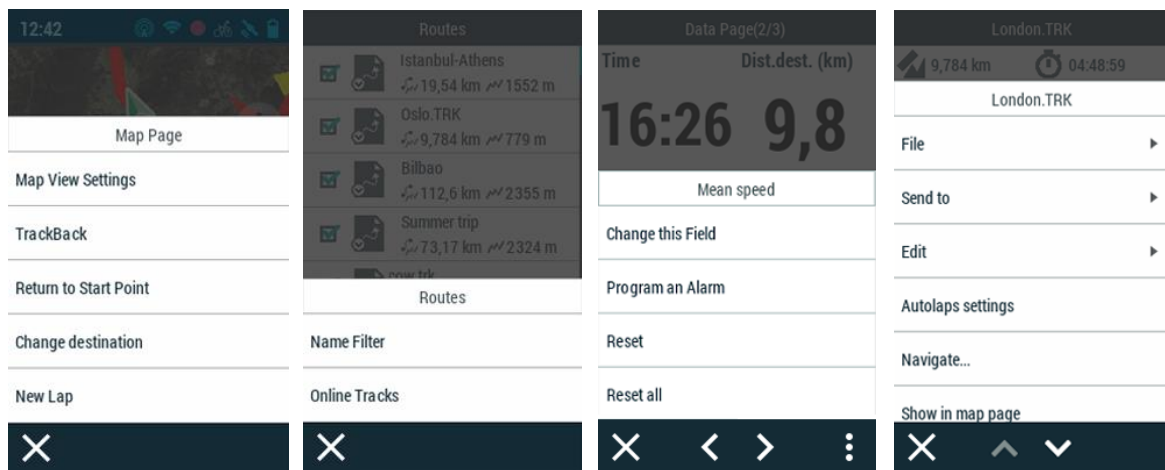 12:42
Map Page
Map View Settings
TrackBack
Return to Start Point
Change destination
New Lap
Routes
Istanbul-Athens
19,54 km 1552 m
Oslo.TRK
9,784 km 779 m
Bilbao
112,6 km 2355 m
Summer trip
73,17 km 2324 m
cow.trk
Routes
Name Filter
Online Tracks
Data Page(2/3)
Time Dist.dest. (km)
16:26 9,8
Mean speed
Change this Field
Program an Alarm
Reset
Reset all
London.TRK
9,784 km 04:48:59
London.TRK
File
Send to
Edit
Autolaps settings
Navigate...
Show in map page